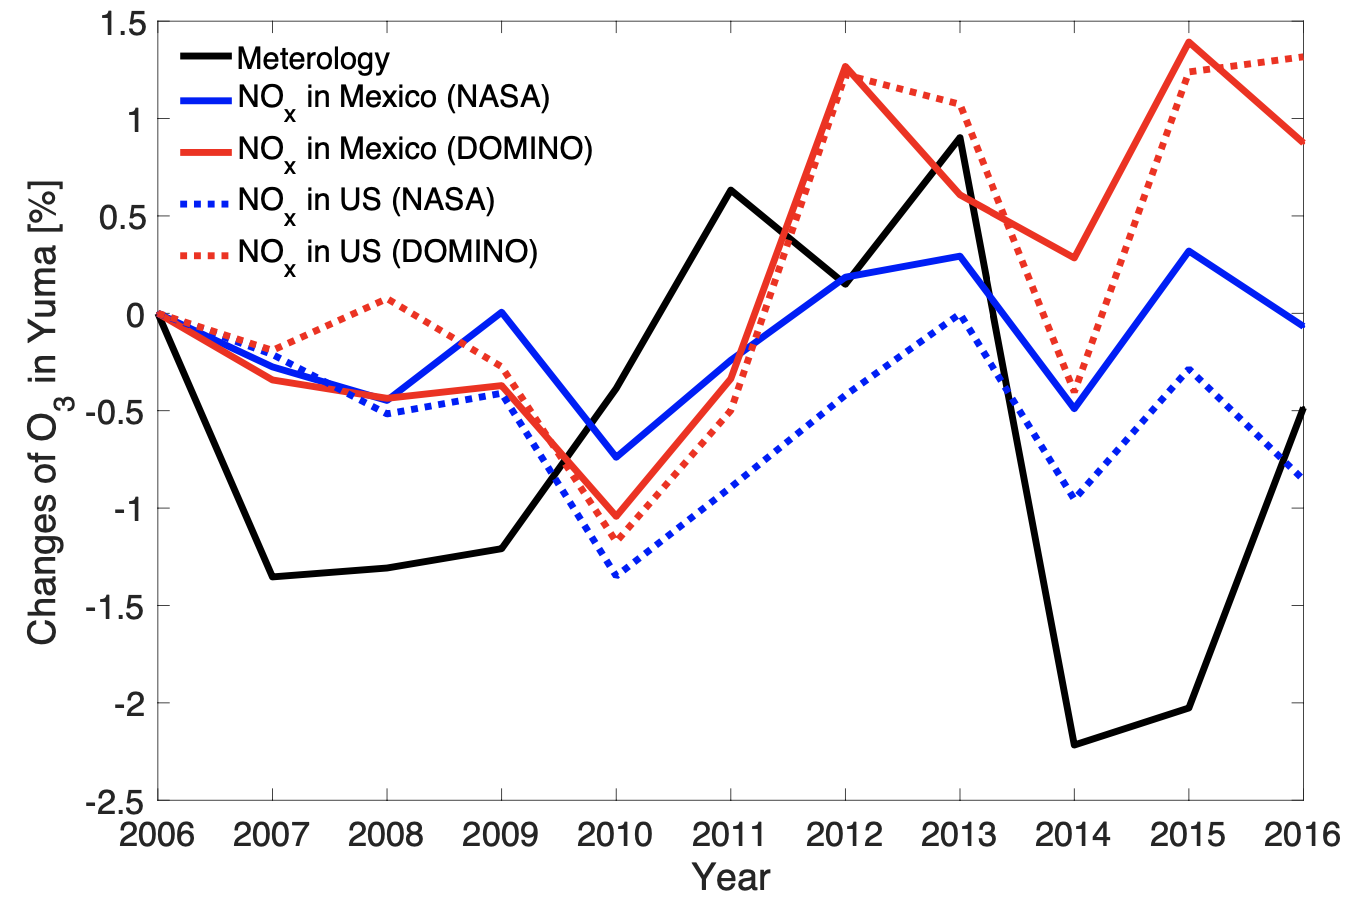 Changes of O3 in Yuma [%]
1.5
1
0.5
0
-0.5
-1
-1.5
-2
-2.5
Meterology
NOx in Mexico (NASA)
NOx in Mexico (DOMINO)
NOx in US (NASA)
NOx in US (DOMINO)
2006 2007 2008 2009 2010 2011 2012 2013 2014 2015 2016
Year